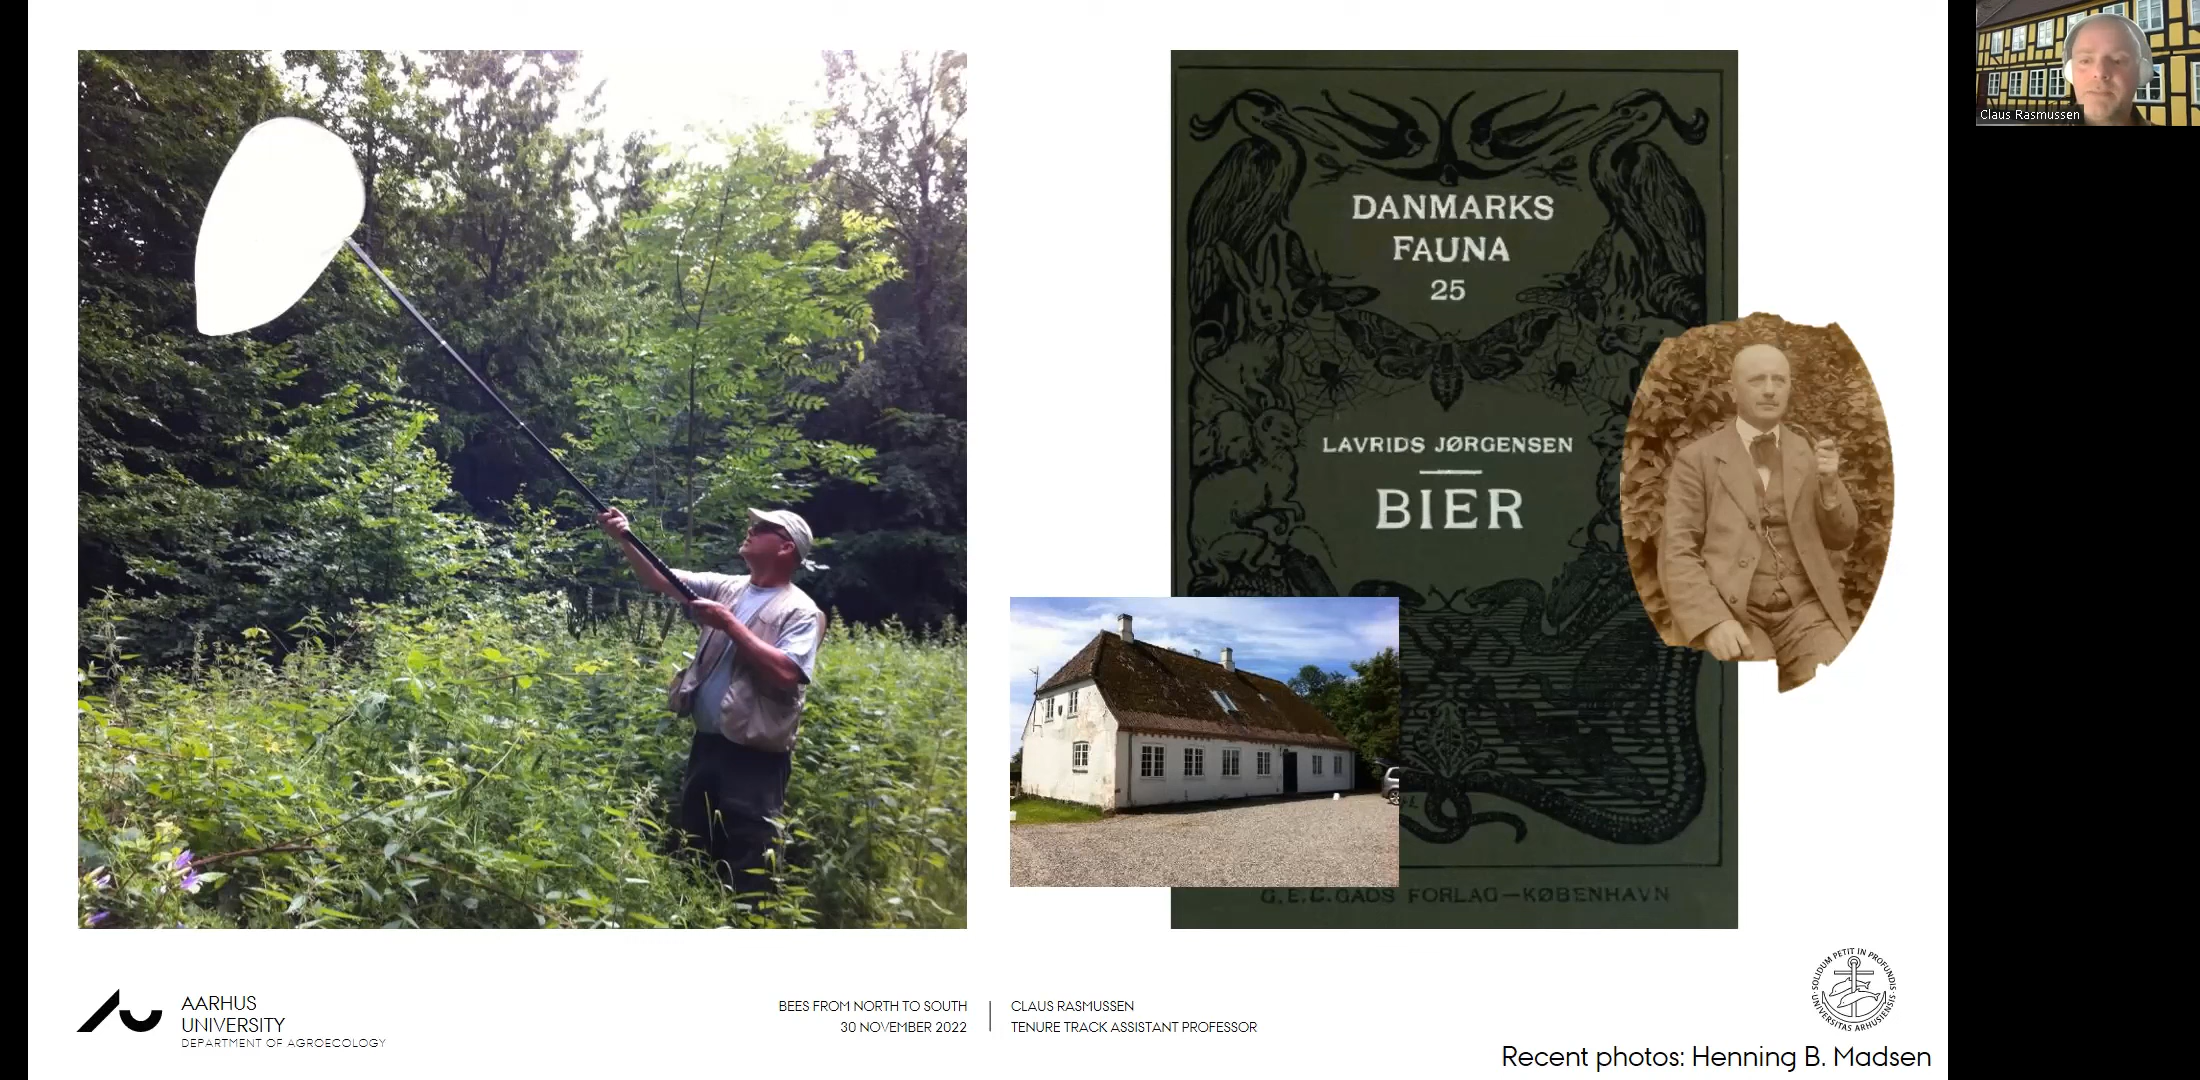 DANMARKS
FAUNA
25
LAVRIDS JØRGENSEN
BIER
G.E.C. GADS FORLAG—KØBENHAVN
Claus Rasmussen
AARHUS
UNIVERSITY
DEPARTMENT OF AGROECOLOGY
BEES FROM NORTH TO SOUTH
30 NOVEMBER 2022
CLAUS RASMUSSEN
TENURE TRACK ASSISTANT PROFESSOR
SOLIDUM PETIT IN PROFUNDIS
UNIVERSITAS ARHUSIENSIS
Recent photos: Henning B. Madsen